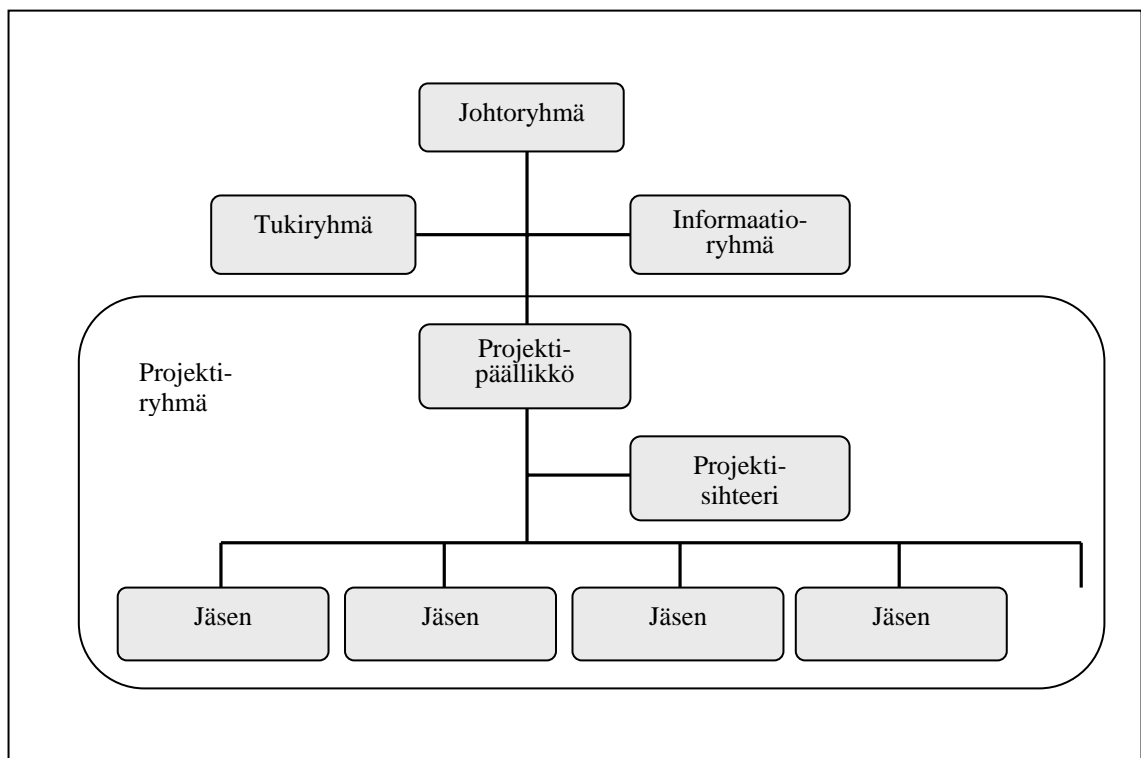 Johtoryhmä
Tukiryhmä
Informaatio-
ryhmä
Projekti-
ryhmä
Projekti-
päällikkö
Projekti-
sihteeri
Jäsen
Jäsen
Jäsen
Jäsen